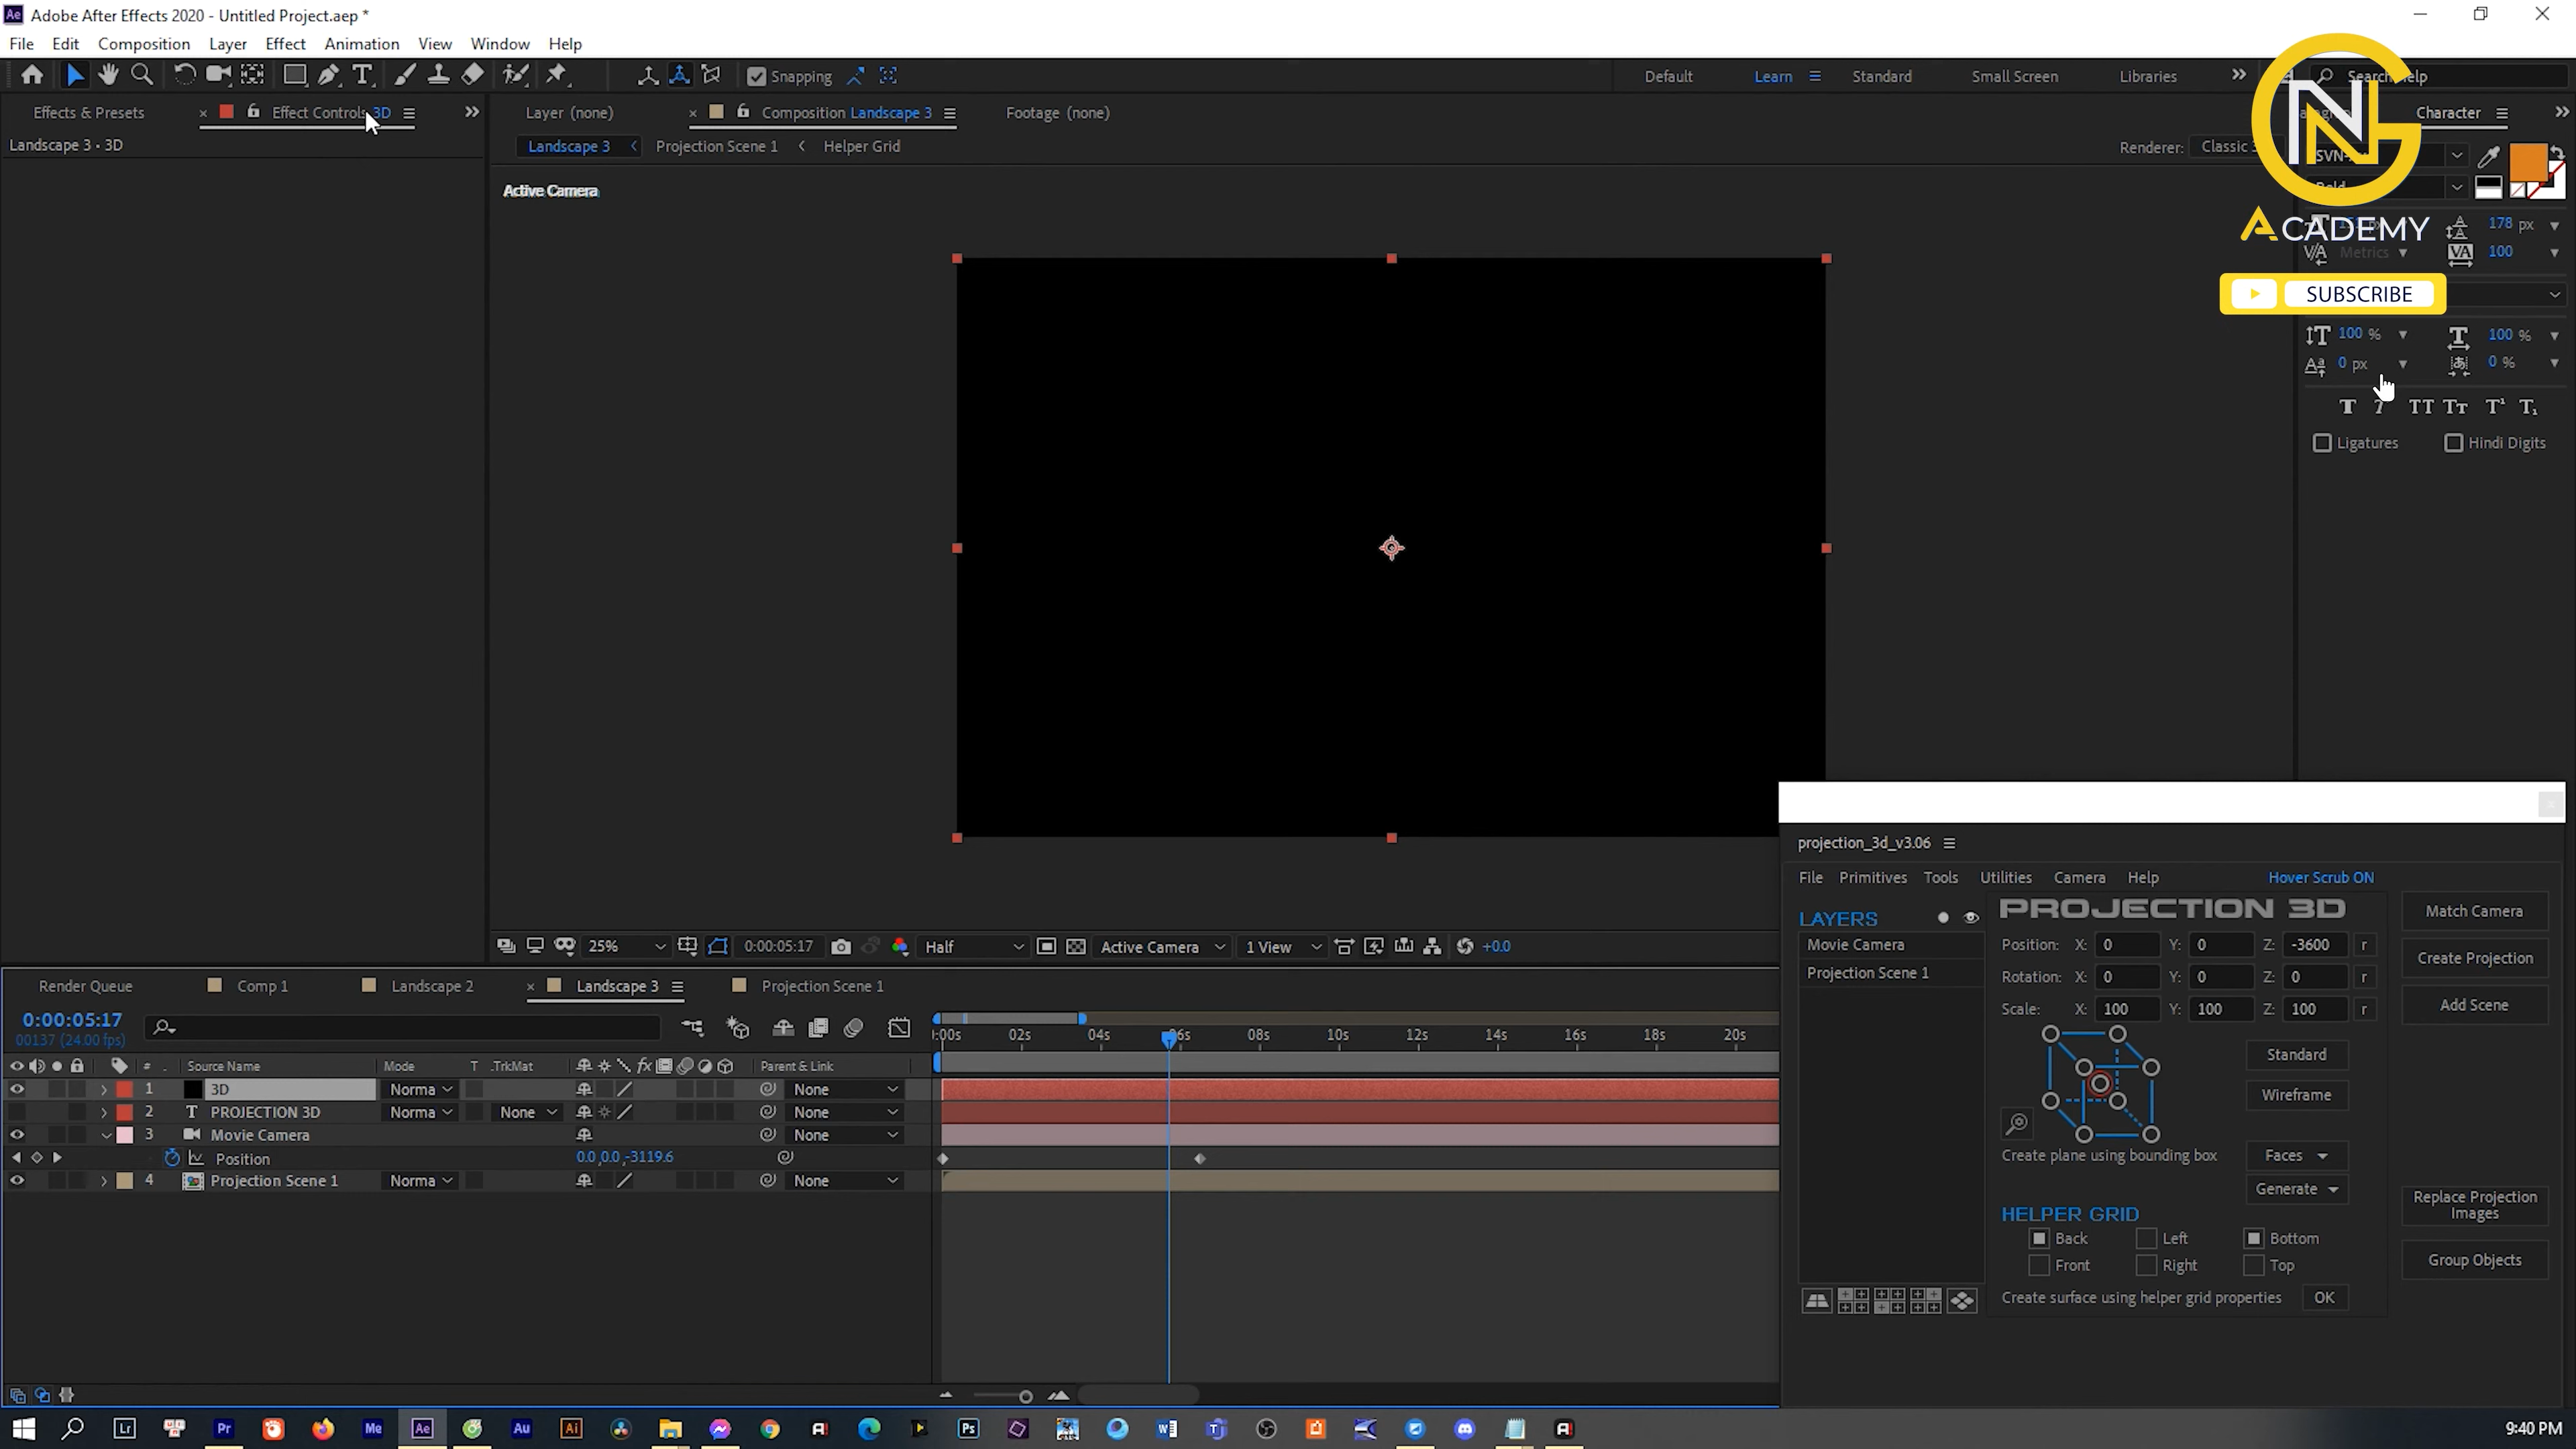 Adobe After Effects 2020 - Untitled Project.aep *
File Edit Composition Layer Effect Animation View Window Help
Snapping Default Learn Standard Small Screen Libraries Search Help
Effects & Presets Effect Controls 3D Layer (none) Composition Landscape 3 Footage (none) Character
Landscape 3 • 3D Landscape 3 Projection Scene 1 Helper Grid Renderer: Classic
Active Camera
ACADEMY
178 px
Metrics 100
SUBSCRIBE
100 % 100 %
0 px 0 %
Ligatures Hindi Digits
projection_3d_v3.06
File Primitives Tools Utilities Camera Help Hover Scrub ON
LAYERS PROJECTION 3D Match Camera
Movie Camera Position: X: 0 Y: 0 Z: -3600 r
Create Projection
Projection Scene 1 Rotation: X: 0 Y: 0 Z: 0 r
Add Scene
Scale: X: 100 Y: 100 Z: 100 r
Standard
Wireframe
Create plane using bounding box Faces
Generate
Replace Projection Images
HELPER GRID
Back Left Bottom
Group Objects
Front Right Top
Create surface using helper grid properties OK
25% 0:00:05:17 Half Active Camera 1 View +0.0
Render Queue Comp 1 Landscape 2 Landscape 3 Projection Scene 1
0:00:05:17
00137 (24.00 fps)
:00s 02s 04s 06s 08s 10s 12s 14s 16s 18s 20s
# Source Name Mode T .TrkMat Parent & Link
1 3D Norma None
2 T PROJECTION 3D Norma None None
3 Movie Camera None
Position 0.0,0.0,-3119.6
4 Projection Scene 1 Norma None
Lr Pr Me Ae Au Ai Ps
9:40 PM